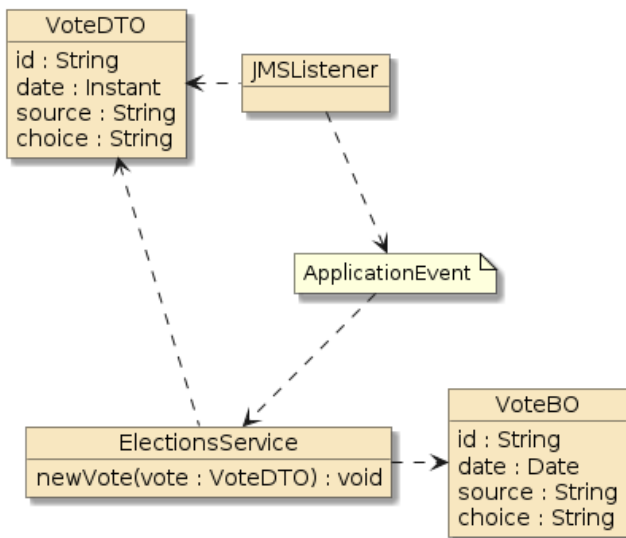 VoteDTO
id : String
date : Instant
source : String
choice : String
JMSListener
ApplicationEvent
ElectionsService
newVote(vote : VoteDTO) : void
VoteBO
id : String
date : Date
source : String
choice : String